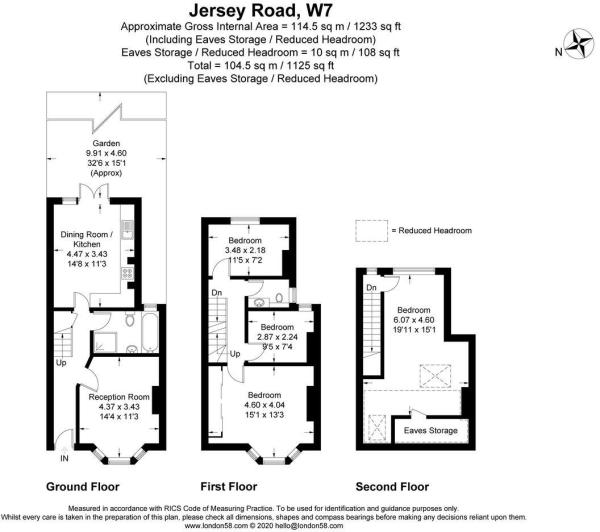 Jersey Road, W7
Approximate Gross Internal Area = 114.5 sq m / 1233 sq ft
(Including Eaves Storage / Reduced Headroom)
Eaves Storage / Reduced Headroom = 10 sq m / 108 sq ft
Total = 104.5 sq m / 1125 sq ft
(Excluding Eaves Storage / Reduced Headroom)
N
Garden
9.91 x 4.60
32'6 x 15'1
(Approx)
Dining Room /
Kitchen
4.47 x 3.43
14'8 x 11'3
Up
Reception Room
4.37 x 3.43
14'4 x 11'3
IN
Ground Floor
Bedroom
3.48 x 2.18
11'5 x 7'2
Dn
Bedroom
2.87 x 2.24
9'5 x 7'4
Up
Bedroom
4.60 x 4.04
15'1 x 13'3
First Floor
= Reduced Headroom
Dn
Bedroom
6.07 x 4.60
19'11 x 15'1
Eaves Storage
Second Floor
Measured in accordance with RICS Code of Measuring Practice. To be used for identification and guidance purposes only.
Whilst every care is taken in the preparation of this plan, please check all dimensions, shapes and compass bearings before making any decisions reliant upon them.
www.london58.com © 2020 hello@london58.com